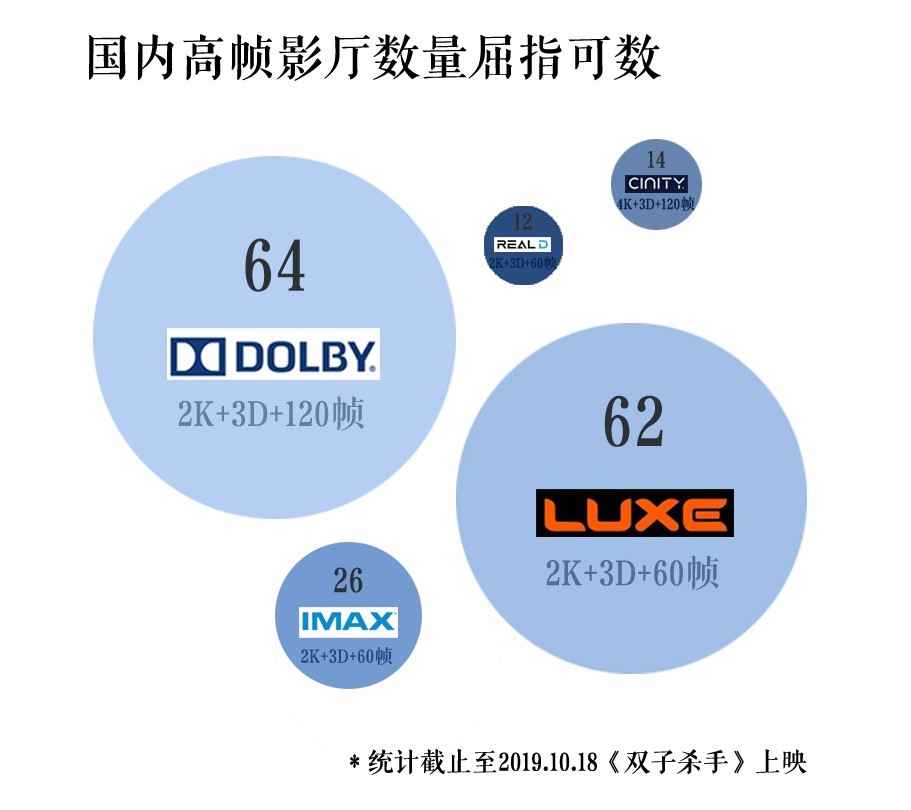 国内高帧影厅数量屈指可数
14
CINITY
4K+3D+120帧
12
REAL D
2K+3D+60帧
64
DOLBY
2K+3D+120帧
62
LUXE
2K+3D+60帧
26
IMAX
2K+3D+60帧
* 统计截止至2019.10.18《双子杀手》上映